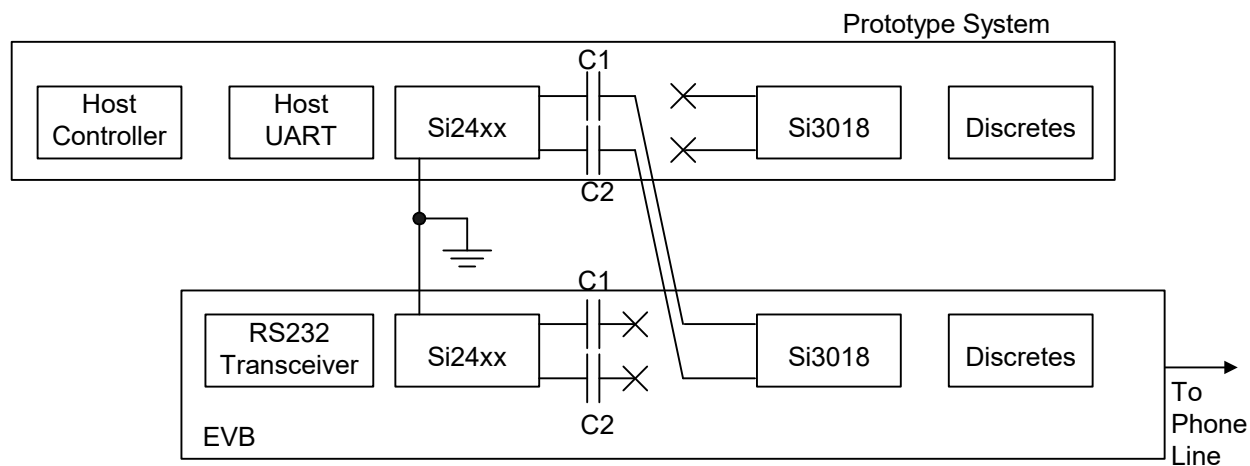 Prototype System
C1
Host
Controller
Host
UART
Si24xx
Si3018
Discretes
C2
C1
RS232
Transceiver
Si24xx
Si3018
Discretes
C2
EVB
To
Phone
Line